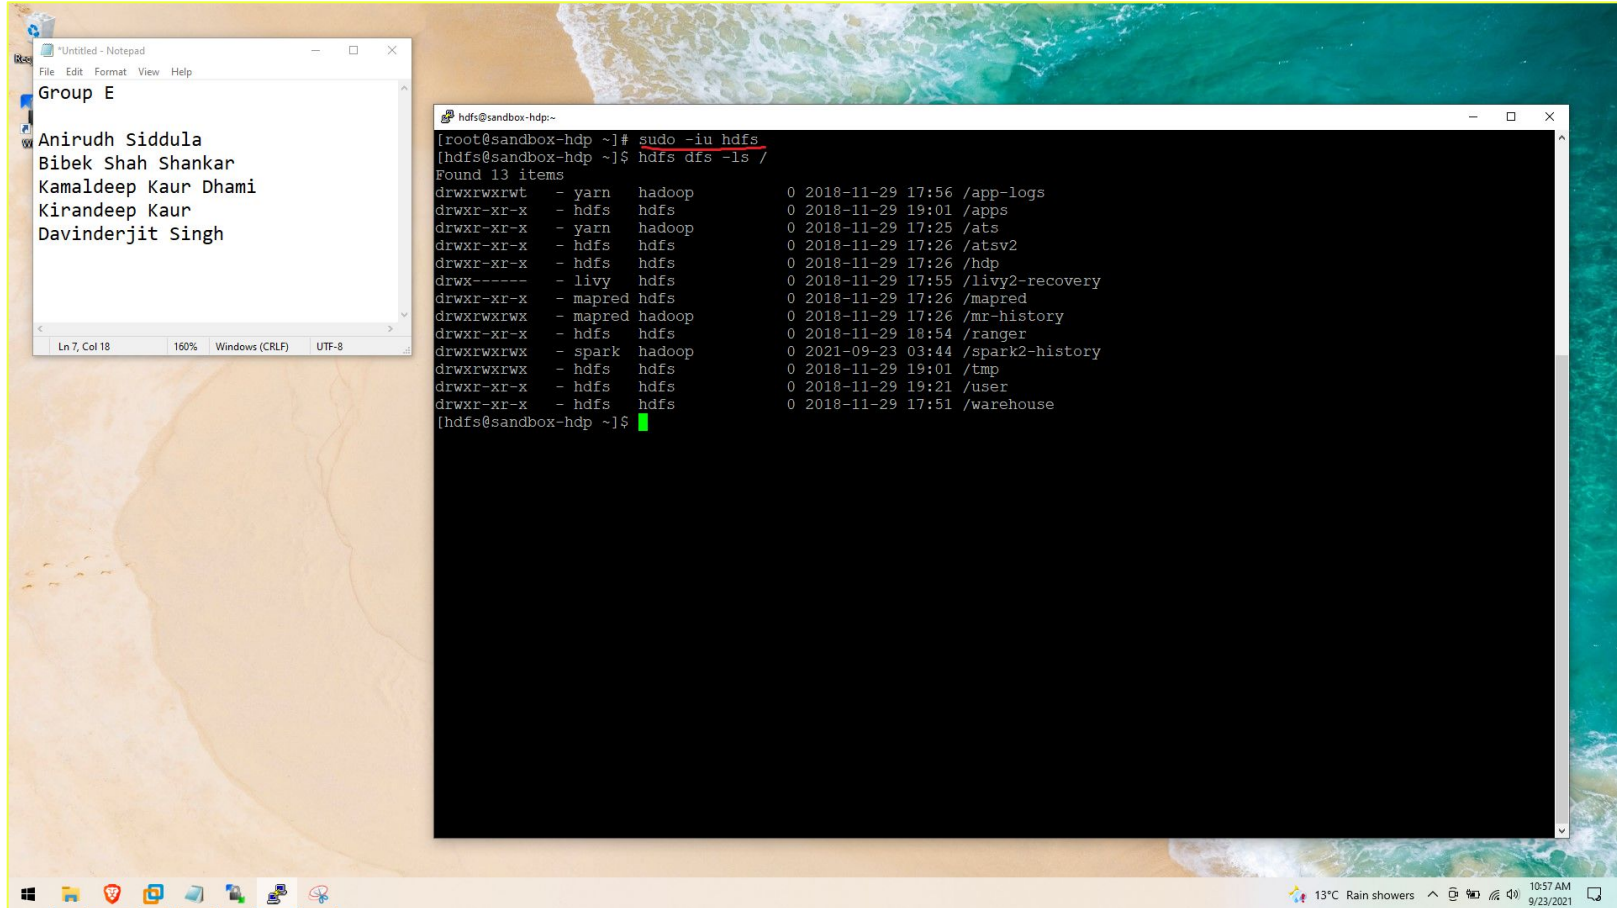 *Untitled - Notepad
File Edit Format View Help
Group E
Anirudh Siddula
Bibek Shah Shankar
Kamaldeep Kaur Dhami
Kirandeep Kaur
Davinderjit Singh
Ln 7, Col 18 160% Windows (CRLF) UTF-8
hdfs@sandbox-hdp:~
[root@sandbox-hdp ~]# sudo -iu hdfs
[hdfs@sandbox-hdp ~]$ hdfs dfs -ls /
Found 13 items
drwxrwxrwt - yarn hadoop 0 2018-11-29 17:56 /app-logs
drwxr-xr-x - hdfs hdfs 0 2018-11-29 19:01 /apps
drwxr-xr-x - yarn hadoop 0 2018-11-29 17:25 /ats
drwxr-xr-x - hdfs hdfs 0 2018-11-29 17:26 /atsv2
drwxr-xr-x - hdfs hdfs 0 2018-11-29 17:26 /hdp
drwx------ - livy hdfs 0 2018-11-29 17:55 /livy2-recovery
drwxr-xr-x - mapred hdfs 0 2018-11-29 17:26 /mapred
drwxrwxrwx - mapred hadoop 0 2018-11-29 17:26 /mr-history
drwxr-xr-x - hdfs hdfs 0 2018-11-29 18:54 /ranger
drwxrwxrwx - spark hadoop 0 2021-09-23 03:44 /spark2-history
drwxrwxrwx - hdfs hdfs 0 2018-11-29 19:01 /tmp
drwxr-xr-x - hdfs hdfs 0 2018-11-29 19:21 /user
drwxr-xr-x - hdfs hdfs 0 2018-11-29 17:51 /warehouse
[hdfs@sandbox-hdp ~]$
13°C Rain showers
10:57 AM
9/23/2021